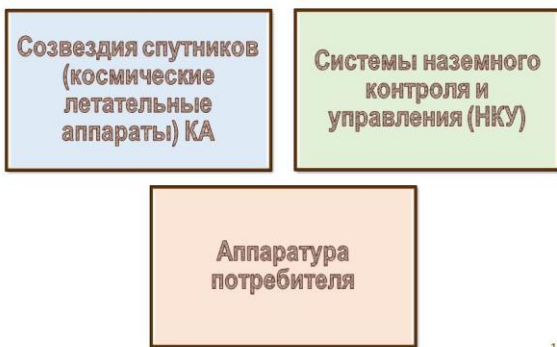 Созвездия спутников
(космические
летательные
аппараты) КА
Системы наземного
контроля и
управления (НКУ)
Аппаратура
потребителя